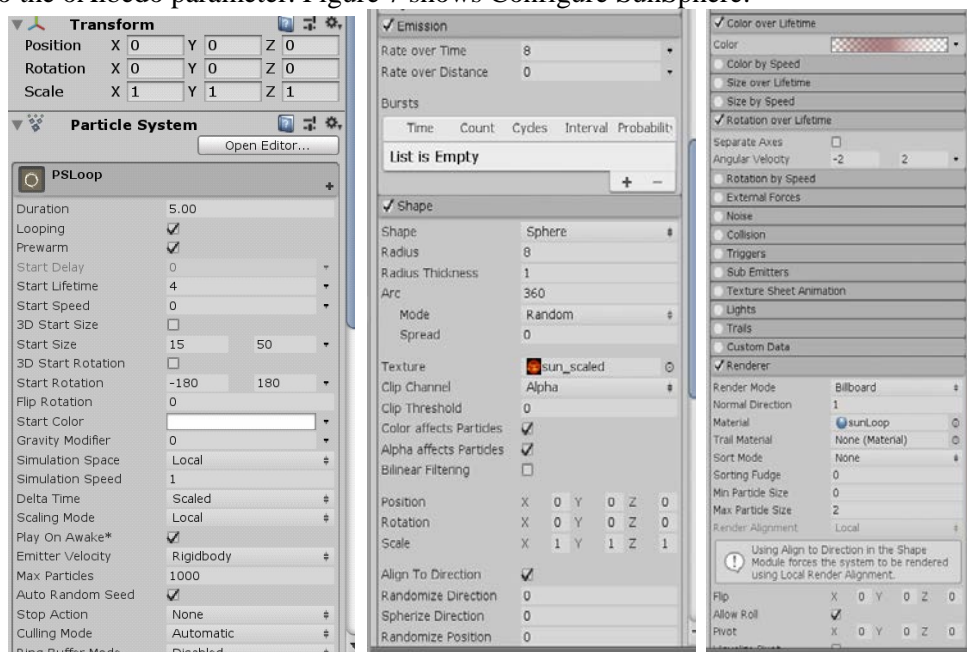 o the ofAlbedo parameter. Figure 7 shows Configure SunSphere.
Transform
Position X 0 Y 0 Z 0
Rotation X 0 Y 0 Z 0
Scale X 1 Y 1 Z 1
Particle System
Open Editor...
PSLoop
Duration 5.00
Looping
Prewarm
Start Delay 0
Start Lifetime 4
Start Speed 0
3D Start Size
Start Size 15 50
3D Start Rotation
Start Rotation -180 180
Flip Rotation 0
Start Color
Gravity Modifier 0
Simulation Space Local
Simulation Speed 1
Delta Time Scaled
Scaling Mode Local
Play On Awake*
Emitter Velocity Rigidbody
Max Particles 1000
Auto Random Seed
Stop Action None
Culling Mode Automatic
Ring Buffer Mode Disabled
Emission
Rate over Time 8
Rate over Distance 0
Bursts
Time Count Cycles Interval Probability
List is Empty
+ −
Shape
Shape Sphere
Radius 8
Radius Thickness 1
Arc 360
Mode Random
Spread 0
Texture sun_scaled
Clip Channel Alpha
Clip Threshold 0
Color affects Particles
Alpha affects Particles
Bilinear Filtering
Position X 0 Y 0 Z 0
Rotation X 0 Y 0 Z 0
Scale X 1 Y 1 Z 1
Align To Direction
Randomize Direction 0
Spherize Direction 0
Randomize Position 0
Color over Lifetime
Color
Color by Speed
Size over Lifetime
Size by Speed
Rotation over Lifetime
Separate Axes
Angular Velocity -2 2
Rotation by Speed
External Forces
Noise
Collision
Triggers
Sub Emitters
Texture Sheet Animation
Lights
Trails
Custom Data
Renderer
Render Mode Billboard
Normal Direction 1
Material sunLoop
Trail Material None (Material)
Sort Mode None
Sorting Fudge 0
Min Particle Size 0
Max Particle Size 2
Render Alignment Local
Using Align to Direction in the Shape
Module forces the system to be rendered
using Local Render Alignment.
Flip X 0 Y 0 Z 0
Allow Roll
Pivot X 0 Y 0 Z 0